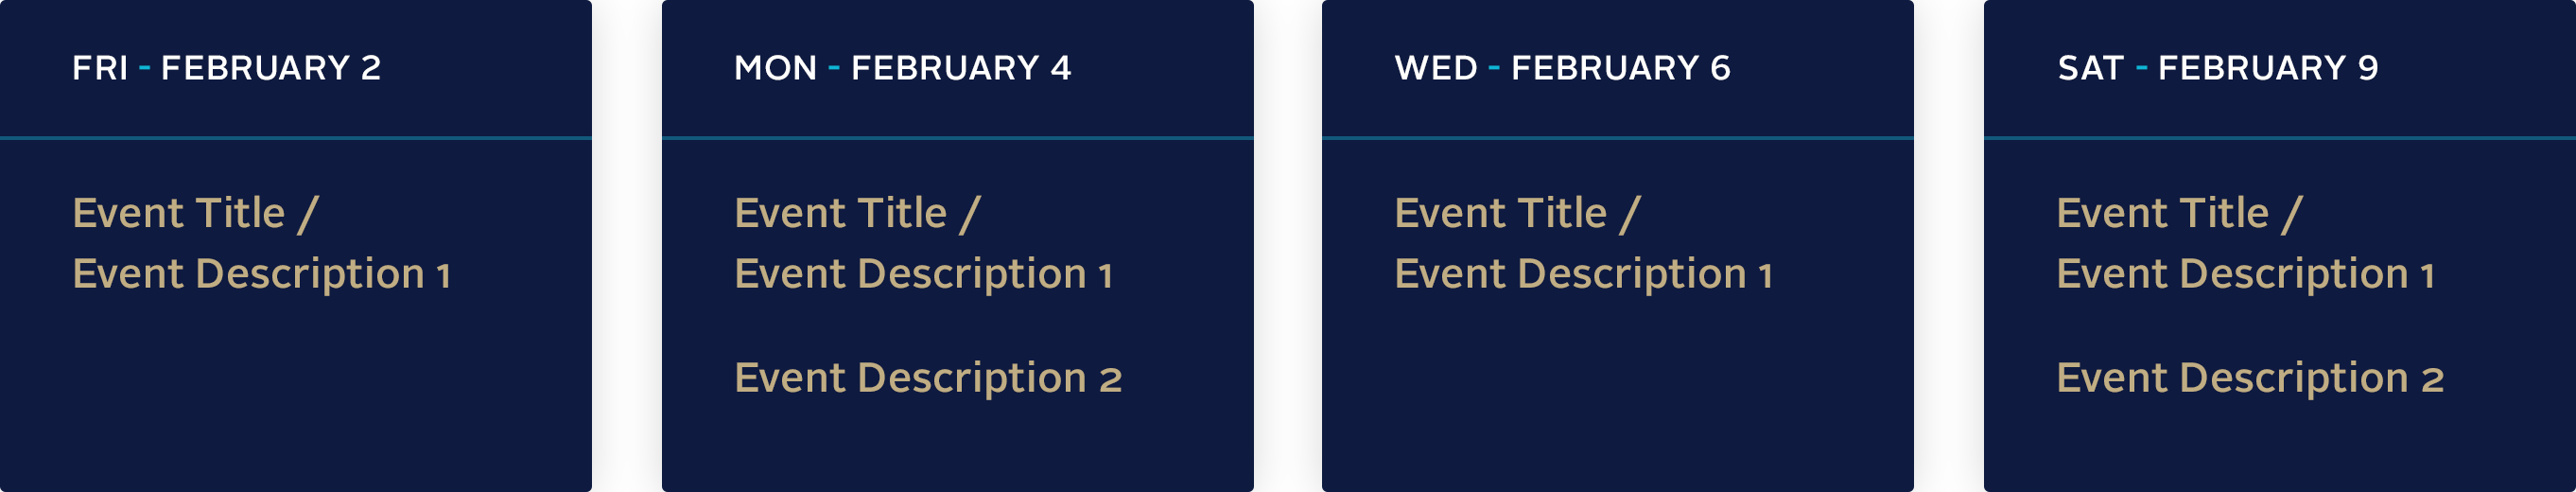 FRI - FEBRUARY 2
Event Title /
Event Description 1
MON - FEBRUARY 4
Event Title /
Event Description 1
Event Description 2
WED - FEBRUARY 6
Event Title /
Event Description 1
SAT - FEBRUARY 9
Event Title /
Event Description 1
Event Description 2